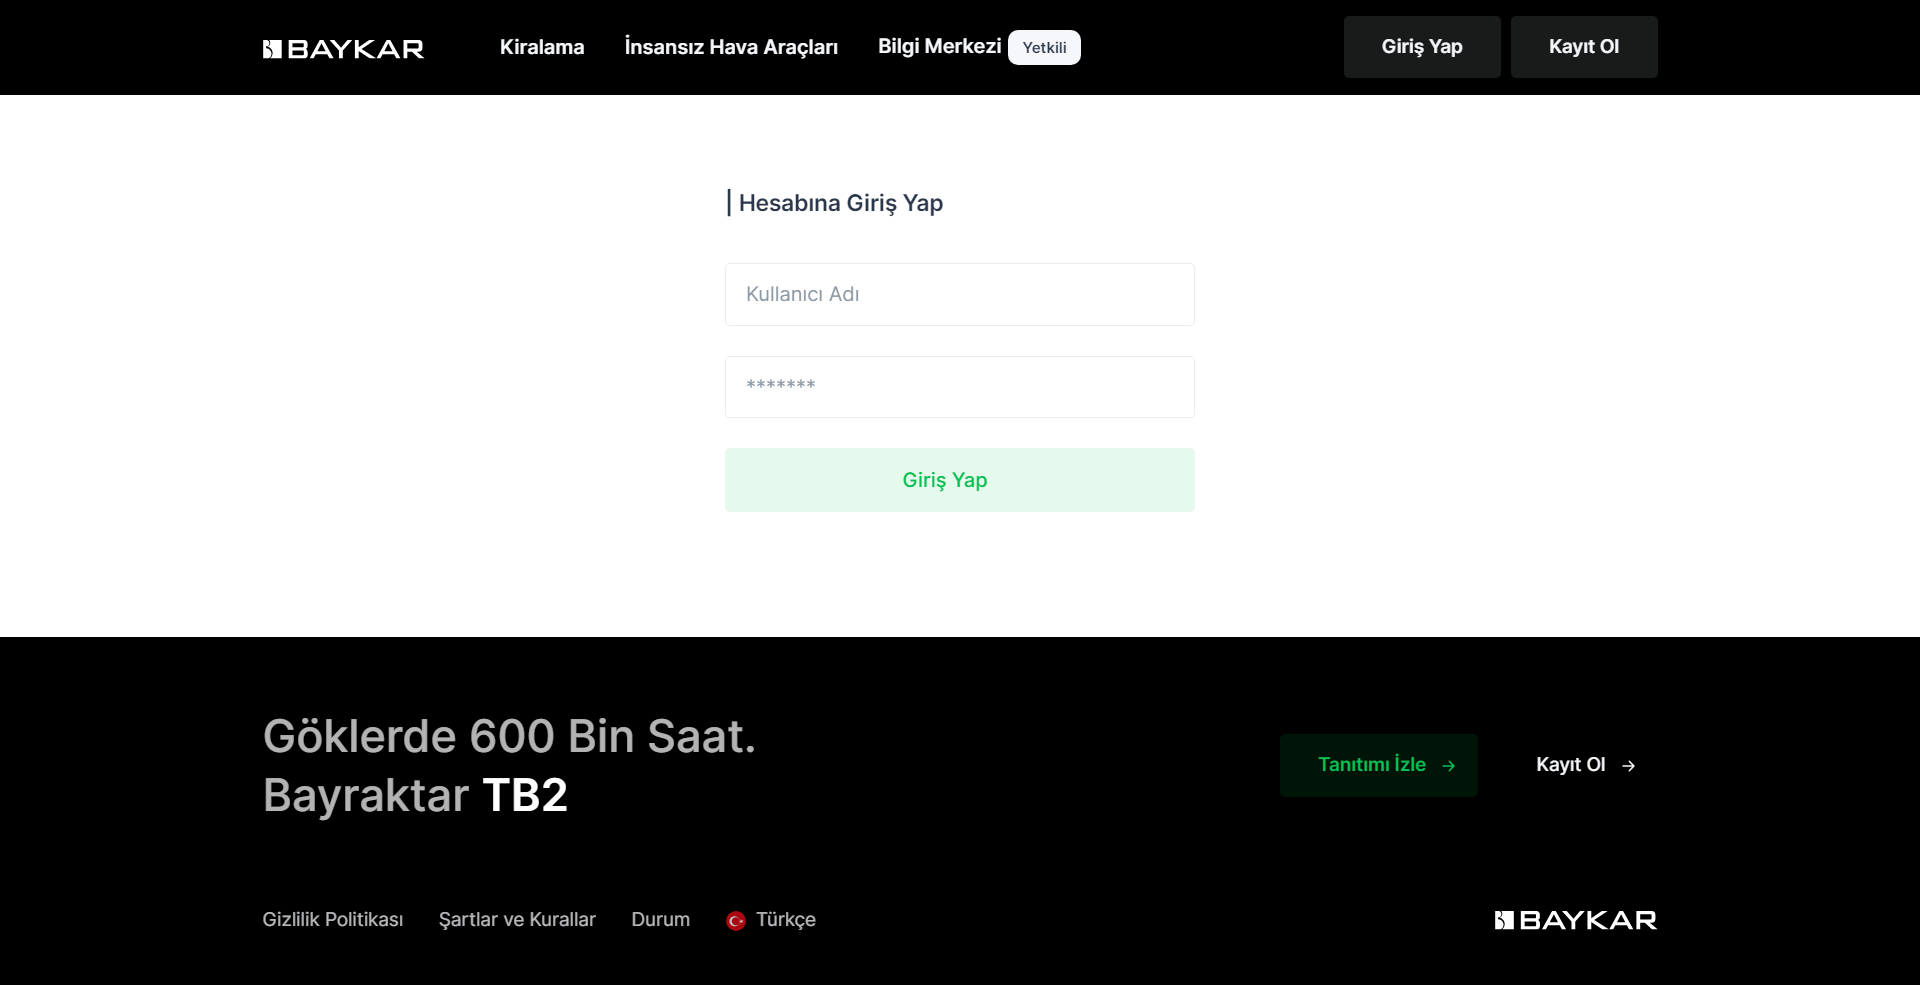 BAYKAR
Kiralama
İnsansız Hava Araçları
Bilgi Merkezi Yetkili
Giriş Yap
Kayıt Ol
| Hesabına Giriş Yap
Kullanıcı Adı
*******
Giriş Yap
Göklerde 600 Bin Saat.
Bayraktar TB2
Tanıtımı İzle →
Kayıt Ol →
Gizlilik Politikası
Şartlar ve Kurallar
Durum
Türkçe
BAYKAR